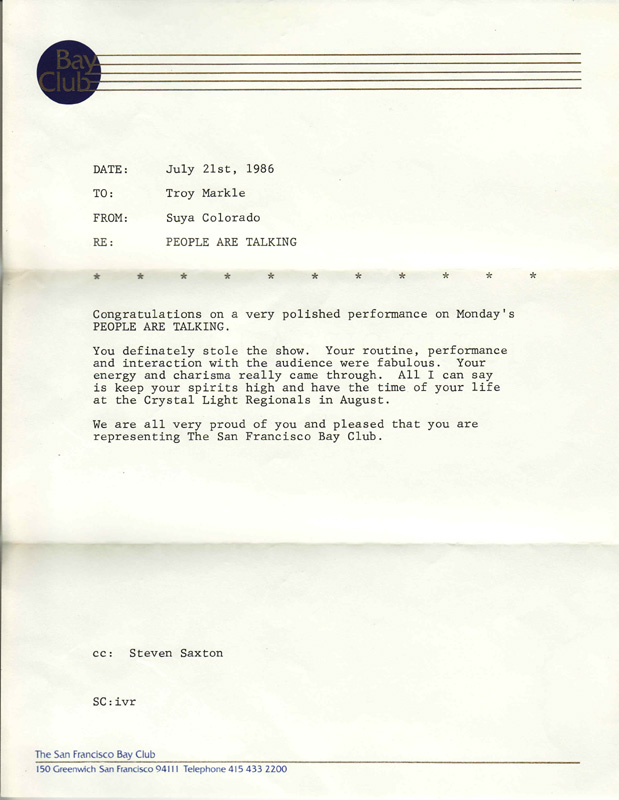 Bay
Club
DATE: July 21st, 1986
TO: Troy Markle
FROM: Suya Colorado
RE: PEOPLE ARE TALKING
* * * * * * * * * * *
Congratulations on a very polished performance on Monday's
PEOPLE ARE TALKING.
You definately stole the show. Your routine, performance
and interaction with the audience were fabulous. Your
energy and charisma really came through. All I can say
is keep your spirits high and have the time of your life
at the Crystal Light Regionals in August.
We are all very proud of you and pleased that you are
representing The San Francisco Bay Club.
cc: Steven Saxton
SC:ivr
The San Francisco Bay Club
150 Greenwich San Francisco 94111 Telephone 415 433 2200